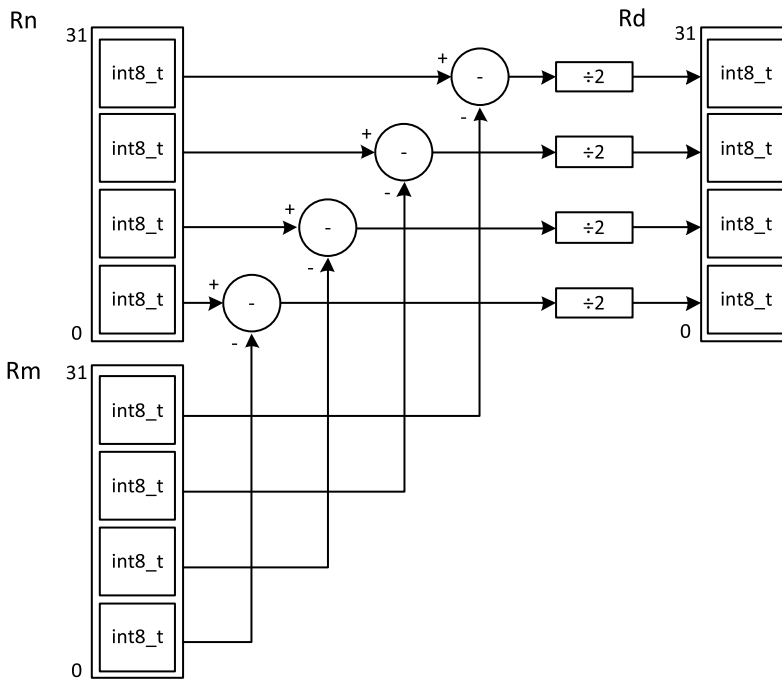 Rn
Rd
31
31
int8_t
+
-
÷2
int8_t
-
int8_t
+
-
÷2
int8_t
-
int8_t
+
-
÷2
int8_t
-
int8_t
+
-
÷2
int8_t
0
-
0
Rm
31
int8_t
int8_t
int8_t
int8_t
0